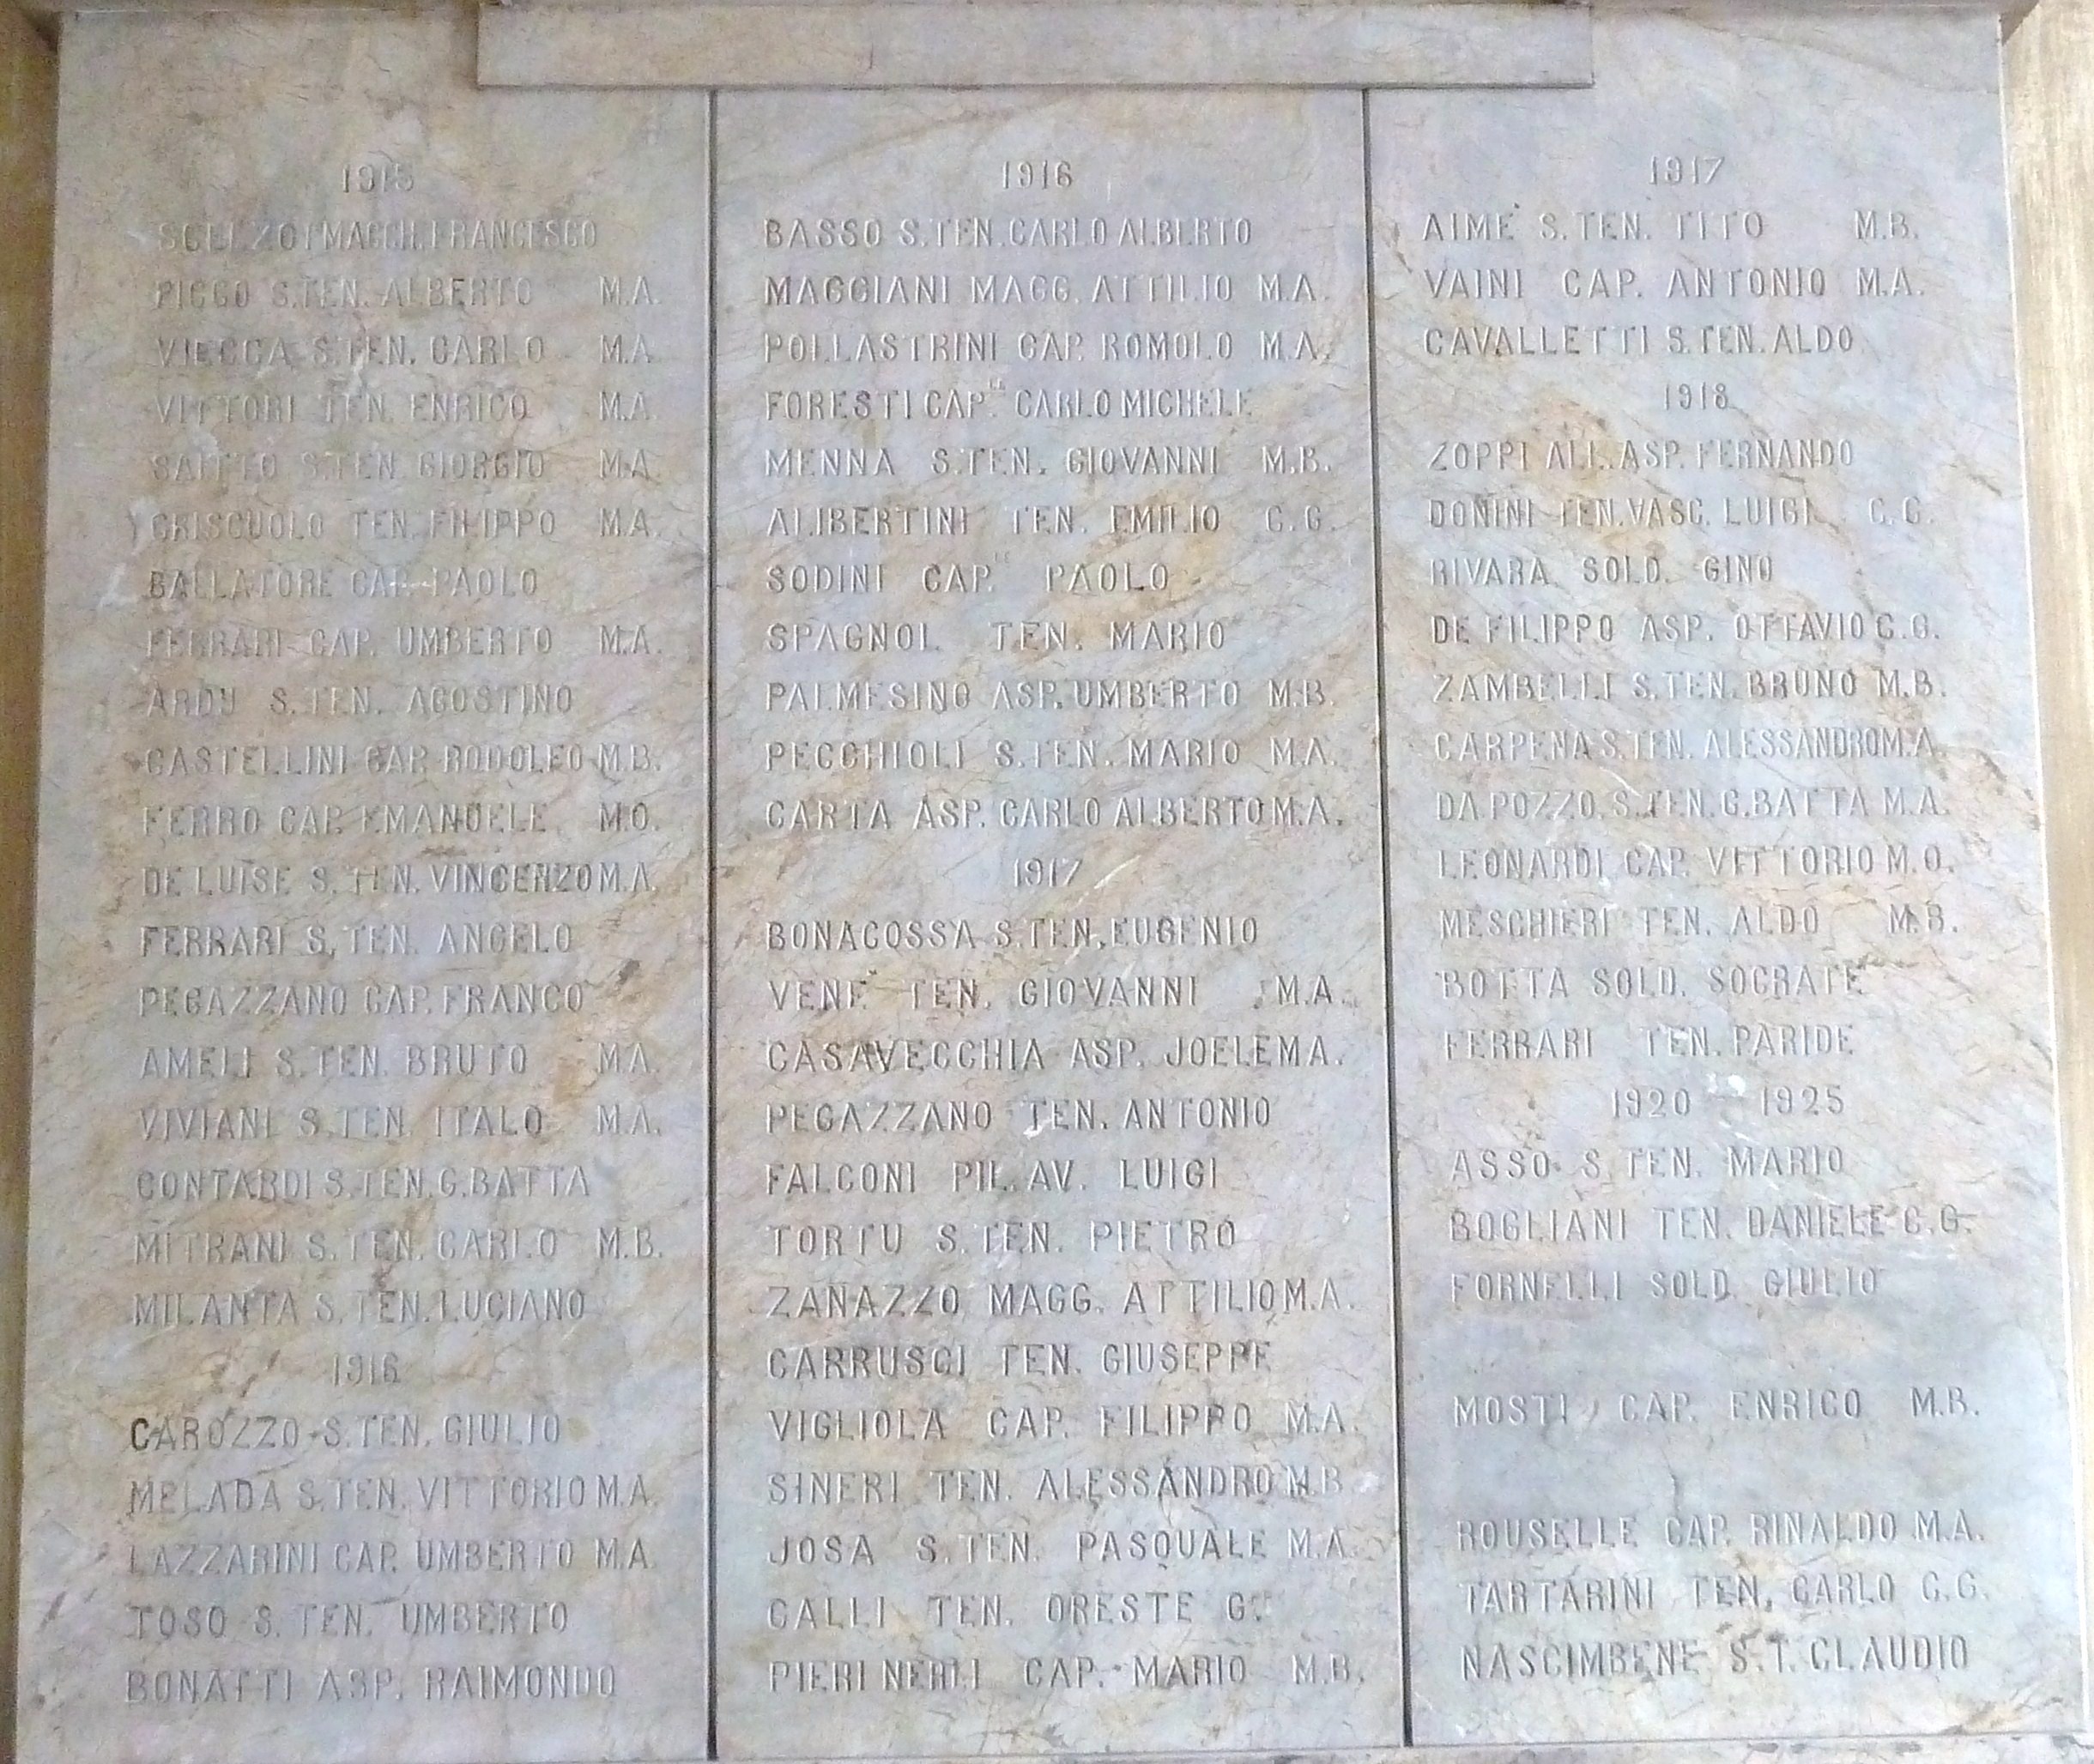 1915
SCELZO I MACCH. FRANCESCO
PICCO S.TEN. ALBERTO M.A.
VIECCA S.TEN. CARLO M.A.
VITTORI TEN. ENRICO M.A.
S.TEN. GIORGIO M.A.
CRISCUOLO TEN. FILIPPO M.A.
BALLATORE CAP. PAOLO
FERRARI CAP. UMBERTO M.A.
ARDY S.TEN. AGOSTINO
CASTELLINI CAP. RODOLFO M.B.
FERRO CAP. EMANUELE M.O.
DE LUISE S.TEN. VINCENZO M.A.
FERRARI S.TEN. ANGELO
PEGAZZANO CAP. FRANCO
AMELI S.TEN. BRUTO M.A.
VIVIANI S.TEN. ITALO M.A.
CONTARDI S.TEN. G.BATTA
MITRANI S.TEN. CARLO M.B.
MILANTA S.TEN. LUCIANO
1916
CAROZZO S.TEN. GIULIO
MELADA S.TEN. VITTORIO M.A.
LAZZARINI CAP. UMBERTO M.A.
TOSO S.TEN. UMBERTO
BONATTI ASP. RAIMONDO
1916
BASSO S.TEN. CARLO ALBERTO
MAGGIANI MAGG. ATTILIO M.A.
POLLASTRINI CAP. ROMOLO M.A.
FORESTI CAP.LE CARLO MICHELE
MENNA S.TEN. GIOVANNI M.B.
ALIBERTINI TEN. EMILIO C.G.
SODINI CAP.LE PAOLO
SPAGNOL TEN. MARIO
PALMESINO ASP. UMBERTO M.B.
PECCHIOLI S.TEN. MARIO M.A.
CARTA ASP. CARLO ALBERTO M.A.
1917
BONACOSSA S.TEN. EUGENIO
VENE' TEN. GIOVANNI M.A.
CASAVECCHIA ASP. JOELE M.A.
PEGAZZANO TEN. ANTONIO
FALCONI PIL. AV. LUIGI
TORTU S.TEN. PIETRO
ZANAZZO MAGG. ATTILIO M.A.
CARRUSCI TEN. GIUSEPPE
VIGLIOLA CAP. FILIPPO M.A.
SINERI TEN. ALESSANDRO M.B.
JOSA S.TEN. PASQUALE M.A.
CALLI TEN. ORESTE G.
PIERI NERLI CAP. MARIO M.B.
1917
AIME' S.TEN. TITO M.B.
VAINI CAP. ANTONIO M.A.
CAVALLETTI S.TEN. ALDO
1918
ZOPPI ALL. ASP. FERNANDO
DONINI TEN. VASC. LUIGI C.G.
RIVARA SOLD. GINO
DE FILIPPO ASP. OTTAVIO C.G.
ZAMBELLI S.TEN. BRUNO M.B.
CARPENA S.TEN. ALESSANDRO M.A.
DA POZZO S.TEN. G.BATTA M.A.
LEONARDI CAP. VITTORIO M.O.
MESCHIERI TEN. ALDO M.B.
BOTTA SOLD. SOCRATE
FERRARI TEN. PARIDE
1920 - 1925
ASSO S.TEN. MARIO
BOGLIANI TEN. DANIELE C.G.
FORNELLI SOLD. GIULIO
MOSTI CAP. ENRICO M.B.
ROUSELLE CAP. RINALDO M.A.
TARTARINI TEN. CARLO C.G.
NASCIMBENE S.T. CLAUDIO